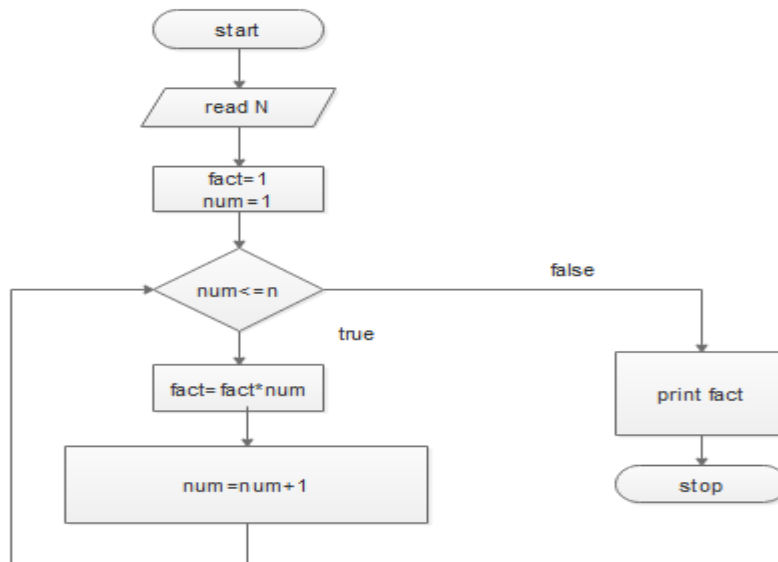 start
read N
fact=1
num=1
num<=n
false
true
fact=fact*num
print fact
num=num+1
stop